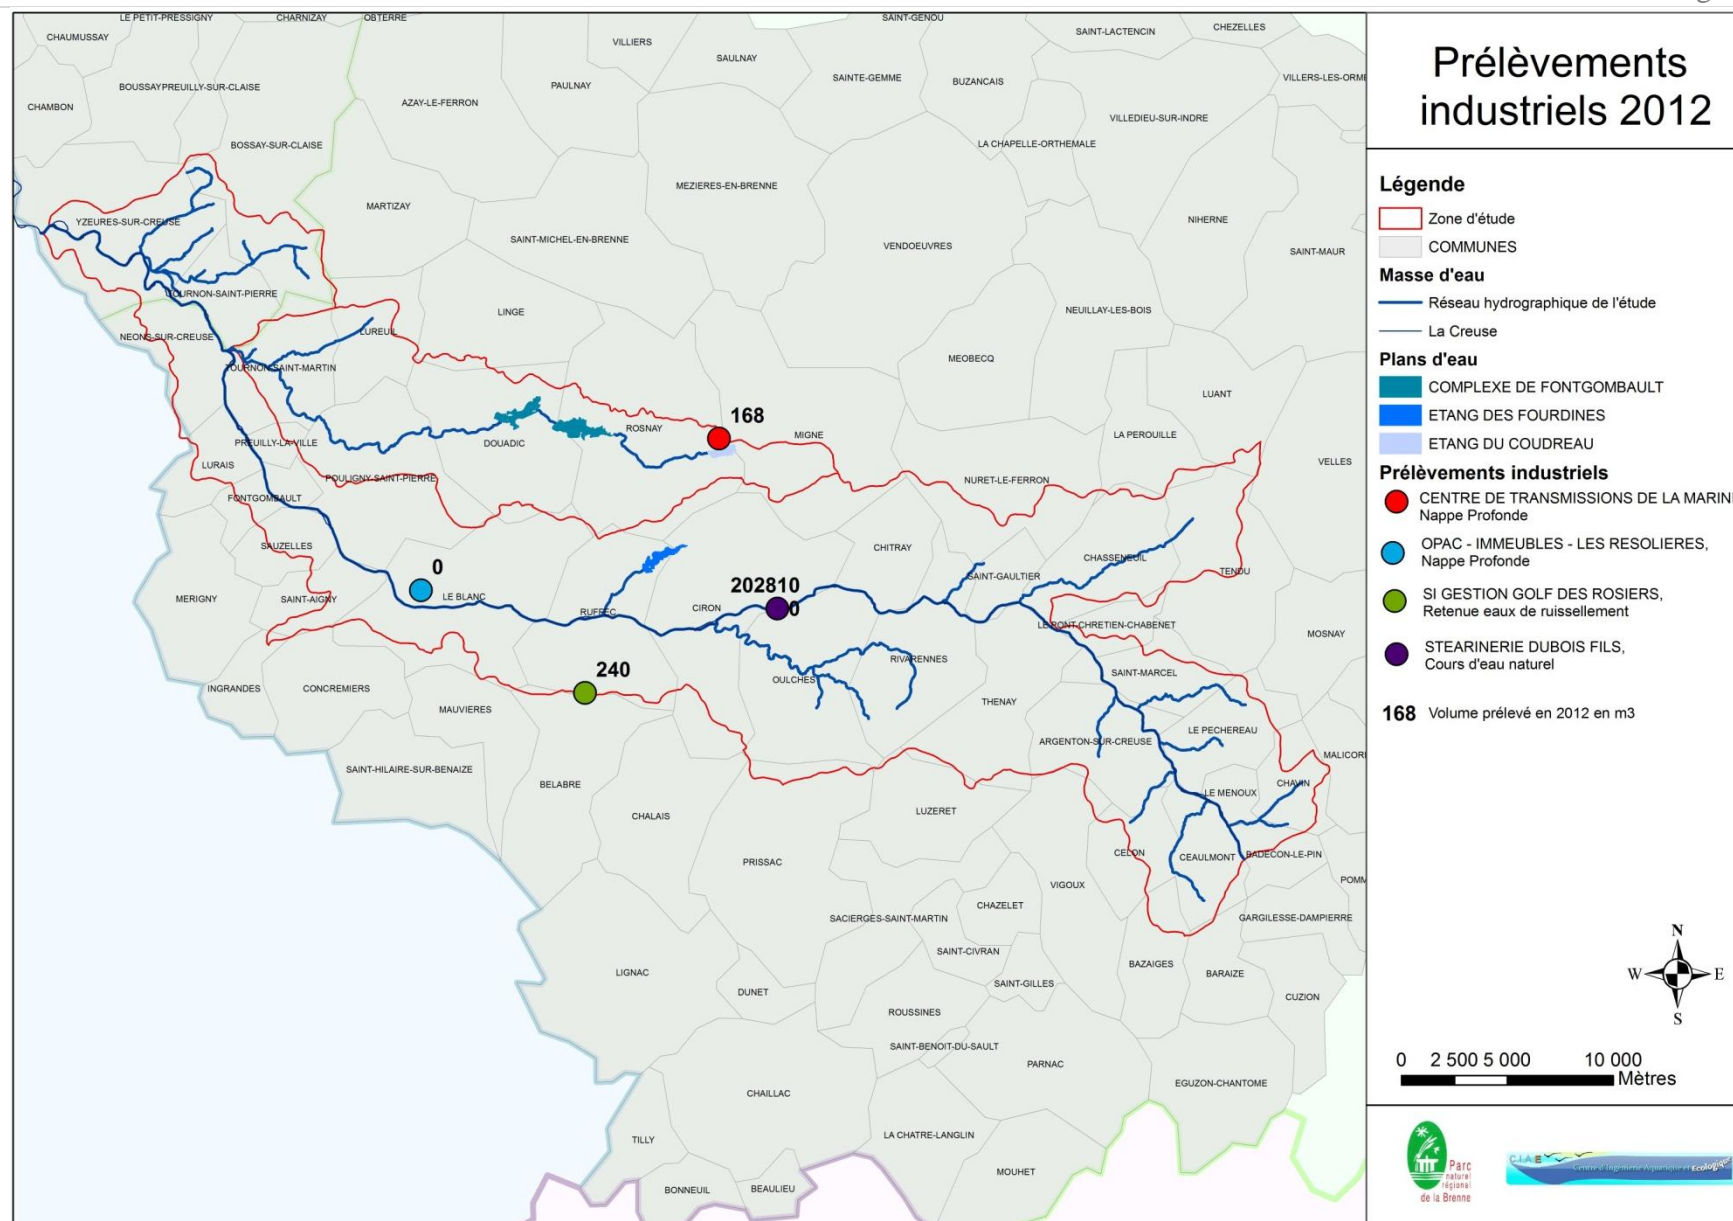 LE PETIT-PRESSIGNY
CHARNIZAY
OBTERRE
SAINT-GENOU
SAINT-LACTENCIN
CHEZELLES
CHAUMUSSAY
VILLIERS
SAULNAY
SAINTE-GEMME
BUZANCAIS
VILLERS-LES-ORME
BOUSSAY
PREUILLY-SUR-CLAISE
PAULNAY
CHAMBON
AZAY-LE-FERRON
VILLEDIEU-SUR-INDRE
BOSSAY-SUR-CLAISE
LA CHAPELLE-ORTHEMALE
MEZIERES-EN-BRENNE
MARTIZAY
YZEURES-SUR-CREUSE
NIHERNE
SAINT-MICHEL-EN-BRENNE
VENDOEUVRES
SAINT-MAUR
TOURNON-SAINT-PIERRE
LINGE
NEUILLAY-LES-BOIS
NEONS-SUR-CREUSE
LUREUIL
MEOBECQ
TOURNON-SAINT-MARTIN
LUANT
168
DOUADIC
ROSNAY
MIGNE
LA PEROUILLE
PREUILLY-LA-VILLE
LURAIS
POULIGNY-SAINT-PIERRE
NURET-LE-FERRON
VELLES
FONTGOMBAULT
SAUZELLES
CHITRAY
CHASSENEUIL
0
SAINT-GAULTIER
TENDU
MERIGNY
SAINT-AIGNY
LE BLANC
202810
RUFFEC
CIRON
0
LE PONT-CHRETIEN-CHABENET
MOSNAY
240
RIVARENNES
OULCHES
SAINT-MARCEL
INGRANDES
CONCREMIERS
MAUVIERES
THENAY
LE PECHEREAU
ARGENTON-SUR-CREUSE
MALICOR
SAINT-HILAIRE-SUR-BENAIZE
BELABRE
CHAVIN
LE MENOUX
CHALAIS
LUZERET
PRISSAC
CELON
CEAULMONT
BADECON-LE-PIN
VIGOUX
POMM
CHAZELET
SACIERGES-SAINT-MARTIN
GARGILESSE-DAMPIERRE
SAINT-CIVRAN
BAZAIGES
LIGNAC
BARAIZE
SAINT-GILLES
DUNET
CUZION
ROUSSINES
SAINT-BENOIT-DU-SAULT
PARNAC
EGUZON-CHANTOME
CHAILLAC
LA CHATRE-LANGLIN
TILLY
MOUHET
BONNEUIL
BEAULIEU
Prélèvements
industriels 2012
Légende
Zone d'étude
COMMUNES
Masse d'eau
Réseau hydrographique de l'étude
La Creuse
Plans d'eau
COMPLEXE DE FONTGOMBAULT
ETANG DES FOURDINES
ETANG DU COUDREAU
Prélèvements industriels
CENTRE DE TRANSMISSIONS DE LA MARIN
Nappe Profonde
OPAC - IMMEUBLES - LES RESOLIERES,
Nappe Profonde
SI GESTION GOLF DES ROSIERS,
Retenue eaux de ruissellement
STEARINERIE DUBOIS FILS,
Cours d'eau naturel
168 Volume prélevé en 2012 en m3
N
W E
S
0 2 500 5 000 10 000
Mètres
Parc
naturel
régional
de la Brenne
C.I.A.E
Centre d'Ingénierie Aquatique et Ecologique